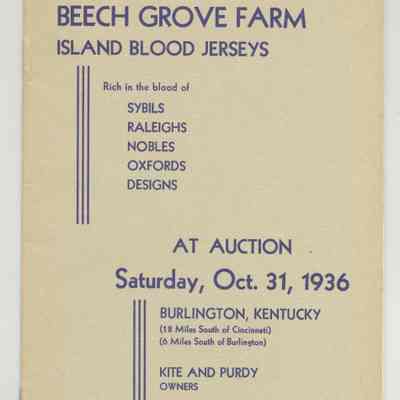 BEECH GROVE FARM
ISLAND BLOOD JERSEYS
Rich in the blood of
SYBILS
RALEIGHS
NOBLES
OXFORDS
DESIGNS
AT AUCTION
Saturday, Oct. 31, 1936
BURLINGTON, KENTUCKY
(18 Miles South of Cincinnati)
(6 Miles South of Burlington)
KITE AND PURDY
OWNERS